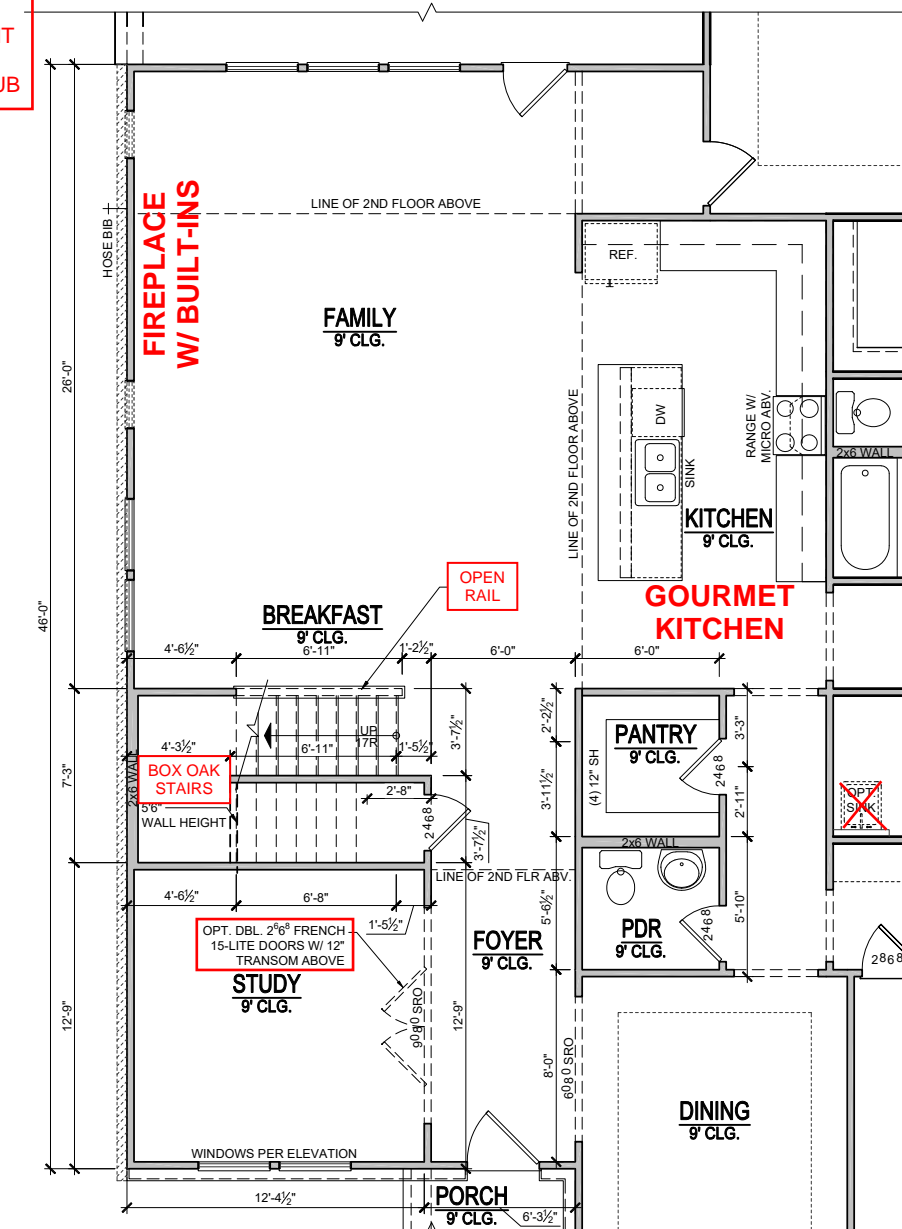 T
UB
HOSE BIB
FIREPLACE
W/ BUILT-INS
LINE OF 2ND FLOOR ABOVE
REF.
FAMILY
9' CLG.
26'-0"
46'-0"
LINE OF 2ND FLOOR ABOVE
DW
SINK
RANGE W/
MICRO ABV.
2x6 WALL
KITCHEN
9' CLG.
GOURMET
KITCHEN
OPEN
RAIL
BREAKFAST
9' CLG.
4'-6½"
6'-11"
1'-2½"
6'-0"
6'-0"
UP
17R
4'-3½"
6'-11"
1'-5½"
3'-7½"
2'-2½"
3'-3"
PANTRY
9' CLG.
(4) 12" SH
2468
3'-11½"
2'-11"
7'-3"
2x6 WALL
BOX OAK
STAIRS
5'6"
WALL HEIGHT
2'-8"
2468
3'-7½"
OPT.
SINK
2x6 WALL
LINE OF 2ND FLR ABV.
4'-6½"
6'-8"
1'-5½"
5'-6½"
5'-10"
PDR
9' CLG.
2468
2868
OPT. DBL. 2⁶6⁸ FRENCH
15-LITE DOORS W/ 12"
TRANSOM ABOVE
FOYER
9' CLG.
STUDY
9' CLG.
9080 SRO
12'-9"
12'-9"
8'-0"
6080 SRO
DINING
9' CLG.
WINDOWS PER ELEVATION
12'-4½"
PORCH
9' CLG.
6'-3½"